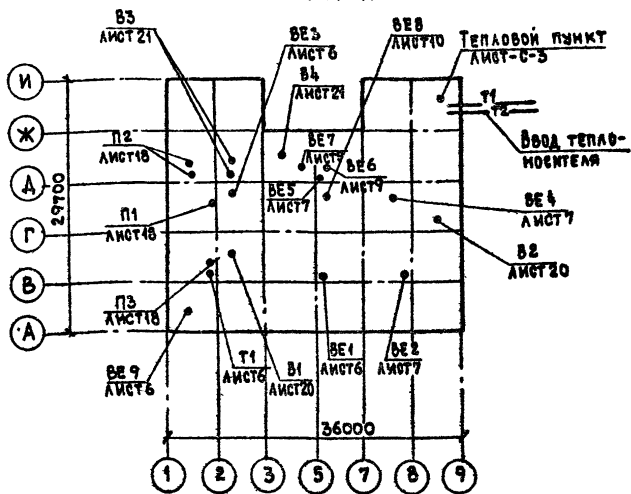 В3
ЛИСТ 21
ВЕ3
ЛИСТ 6
ВЕ8
ЛИСТ 10
В4
ЛИСТ 21
ТЕПЛОВОЙ ПУНКТ
ЛИСТ-С-3
Т1
Т2
ВВОД ТЕПЛО-
НОСИТЕЛЯ
И
Ж
Д
Г
В
А
29700
П2
ЛИСТ 18
ВЕ7
ВЕ6
ЛИСТ 9
ВЕ5
ЛИСТ 7
ВЕ4
ЛИСТ 7
П1
ЛИСТ 18
В2
ЛИСТ 20
П3
ЛИСТ 18
ВЕ9
ЛИСТ 6
Т1
ЛИСТ 6
В1
ЛИСТ 20
ВЕ1
ЛИСТ 6
ВЕ2
ЛИСТ 7
36000
1
2
3
5
7
8
9